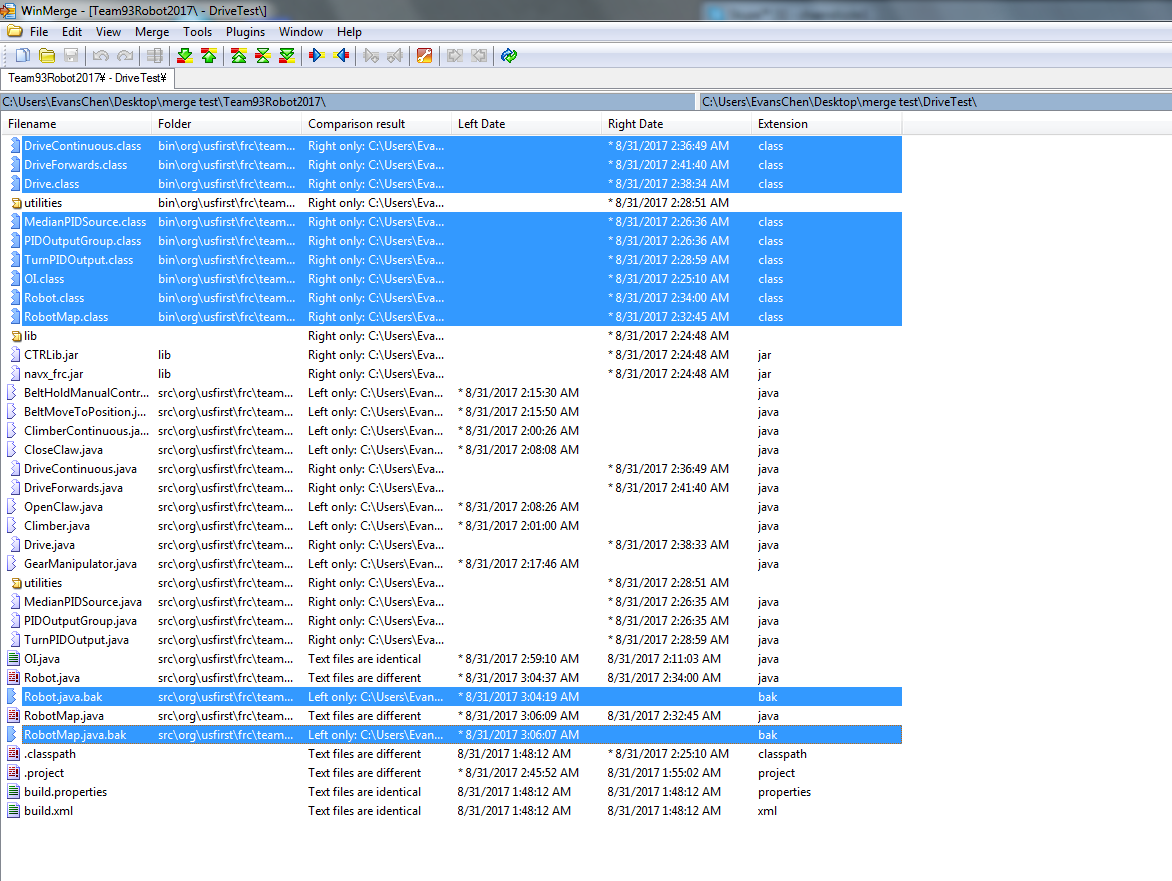 WinMerge - [Team93Robot2017\ - DriveTest\]
File Edit View Merge Tools Plugins Window Help
Team93Robot2017¥ - DriveTest¥
C:\Users\EvansChen\Desktop\merge test\Team93Robot2017\ C:\Users\EvansChen\Desktop\merge test\DriveTest\
Filename Folder Comparison result Left Date Right Date Extension
DriveContinuous.class bin\org\usfirst\frc\team... Right only: C:\Users\Eva... * 8/31/2017 2:36:49 AM class
DriveForwards.class bin\org\usfirst\frc\team... Right only: C:\Users\Eva... * 8/31/2017 2:41:40 AM class
Drive.class bin\org\usfirst\frc\team... Right only: C:\Users\Eva... * 8/31/2017 2:38:34 AM class
utilities bin\org\usfirst\frc\team... Right only: C:\Users\Eva... * 8/31/2017 2:28:51 AM
MedianPIDSource.class bin\org\usfirst\frc\team... Right only: C:\Users\Eva... * 8/31/2017 2:26:36 AM class
PIDOutputGroup.class bin\org\usfirst\frc\team... Right only: C:\Users\Eva... * 8/31/2017 2:26:36 AM class
TurnPIDOutput.class bin\org\usfirst\frc\team... Right only: C:\Users\Eva... * 8/31/2017 2:28:59 AM class
OI.class bin\org\usfirst\frc\team... Right only: C:\Users\Eva... * 8/31/2017 2:25:10 AM class
Robot.class bin\org\usfirst\frc\team... Right only: C:\Users\Eva... * 8/31/2017 2:34:00 AM class
RobotMap.class bin\org\usfirst\frc\team... Right only: C:\Users\Eva... * 8/31/2017 2:32:45 AM class
lib Right only: C:\Users\Eva... * 8/31/2017 2:24:48 AM
CTRLib.jar lib Right only: C:\Users\Eva... * 8/31/2017 2:24:48 AM jar
navx_frc.jar lib Right only: C:\Users\Eva... * 8/31/2017 2:24:48 AM jar
BeltHoldManualContr... src\org\usfirst\frc\team... Left only: C:\Users\Evan... * 8/31/2017 2:15:30 AM java
BeltMoveToPosition.j... src\org\usfirst\frc\team... Left only: C:\Users\Evan... * 8/31/2017 2:15:50 AM java
ClimberContinuous.ja... src\org\usfirst\frc\team... Left only: C:\Users\Evan... * 8/31/2017 2:00:26 AM java
CloseClaw.java src\org\usfirst\frc\team... Left only: C:\Users\Evan... * 8/31/2017 2:08:08 AM java
DriveContinuous.java src\org\usfirst\frc\team... Right only: C:\Users\Eva... * 8/31/2017 2:36:49 AM java
DriveForwards.java src\org\usfirst\frc\team... Right only: C:\Users\Eva... * 8/31/2017 2:41:40 AM java
OpenClaw.java src\org\usfirst\frc\team... Left only: C:\Users\Evan... * 8/31/2017 2:08:26 AM java
Climber.java src\org\usfirst\frc\team... Left only: C:\Users\Evan... * 8/31/2017 2:01:00 AM java
Drive.java src\org\usfirst\frc\team... Right only: C:\Users\Eva... * 8/31/2017 2:38:33 AM java
GearManipulator.java src\org\usfirst\frc\team... Left only: C:\Users\Evan... * 8/31/2017 2:17:46 AM java
utilities src\org\usfirst\frc\team... Right only: C:\Users\Eva... * 8/31/2017 2:28:51 AM
MedianPIDSource.java src\org\usfirst\frc\team... Right only: C:\Users\Eva... * 8/31/2017 2:26:35 AM java
PIDOutputGroup.java src\org\usfirst\frc\team... Right only: C:\Users\Eva... * 8/31/2017 2:26:35 AM java
TurnPIDOutput.java src\org\usfirst\frc\team... Right only: C:\Users\Eva... * 8/31/2017 2:28:59 AM java
OI.java src\org\usfirst\frc\team... Text files are identical * 8/31/2017 2:59:10 AM 8/31/2017 2:11:03 AM java
Robot.java src\org\usfirst\frc\team... Text files are different * 8/31/2017 3:04:37 AM 8/31/2017 2:34:00 AM java
Robot.java.bak src\org\usfirst\frc\team... Left only: C:\Users\Evan... * 8/31/2017 3:04:19 AM bak
RobotMap.java src\org\usfirst\frc\team... Text files are different * 8/31/2017 3:06:09 AM 8/31/2017 2:32:45 AM java
RobotMap.java.bak src\org\usfirst\frc\team... Left only: C:\Users\Evan... * 8/31/2017 3:06:07 AM bak
.classpath Text files are different 8/31/2017 1:48:12 AM * 8/31/2017 2:25:10 AM classpath
.project Text files are different * 8/31/2017 2:45:52 AM 8/31/2017 1:55:02 AM project
build.properties Text files are identical 8/31/2017 1:48:12 AM 8/31/2017 1:48:12 AM properties
build.xml Text files are identical 8/31/2017 1:48:12 AM 8/31/2017 1:48:12 AM xml